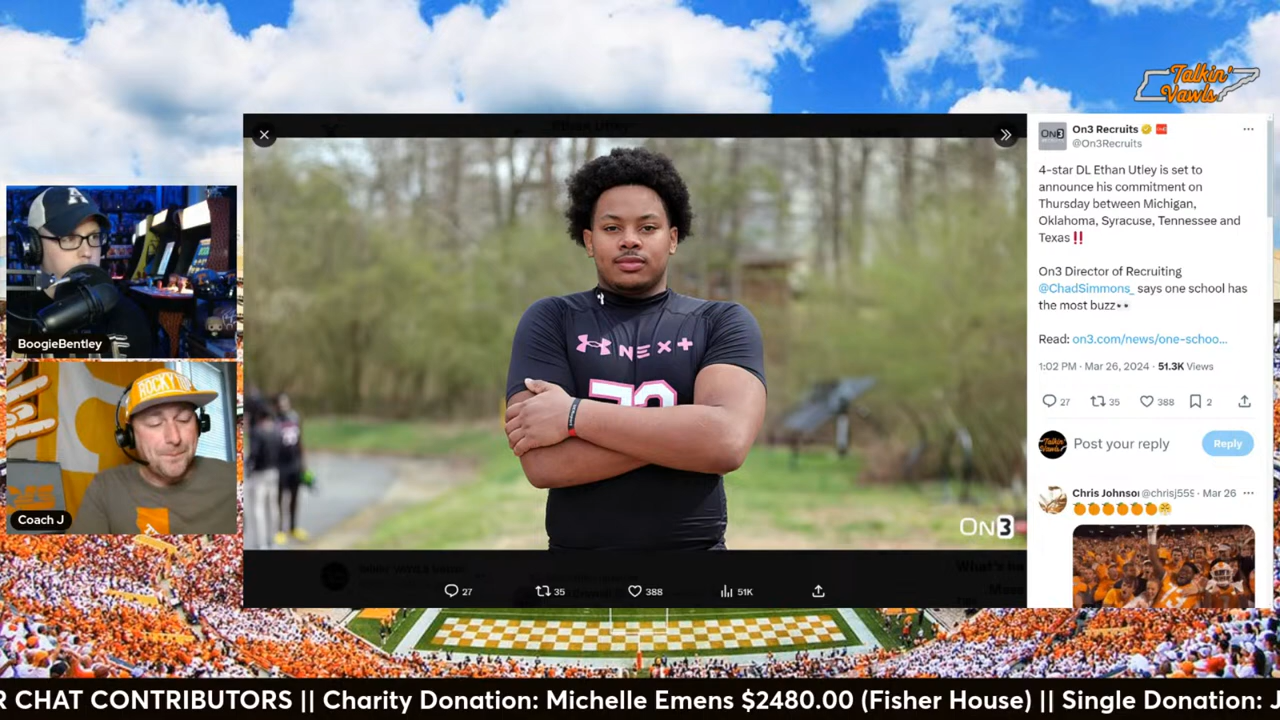 Talkin'
Vawls
ON3
On3 Recruits
@On3Recruits
4-star DL Ethan Utley is set to
announce his commitment on
Thursday between Michigan,
Oklahoma, Syracuse, Tennessee and
Texas‼️
On3 Director of Recruiting
@ChadSimmons_ says one school has
the most buzz👀
Read: on3.com/news/one-schoo...
1:02 PM · Mar 26, 2024 · 51.3K Views
27 35 388 2
Post your reply
Reply
Chris Johnso @chrisj559 · Mar 26
BoogieBentley
ROCKY TOP
Coach J
NEXT
ON3
27
35
388
51K
R CHAT CONTRIBUTORS || Charity Donation: Michelle Emens $2480.00 (Fisher House) || Single Donation: J